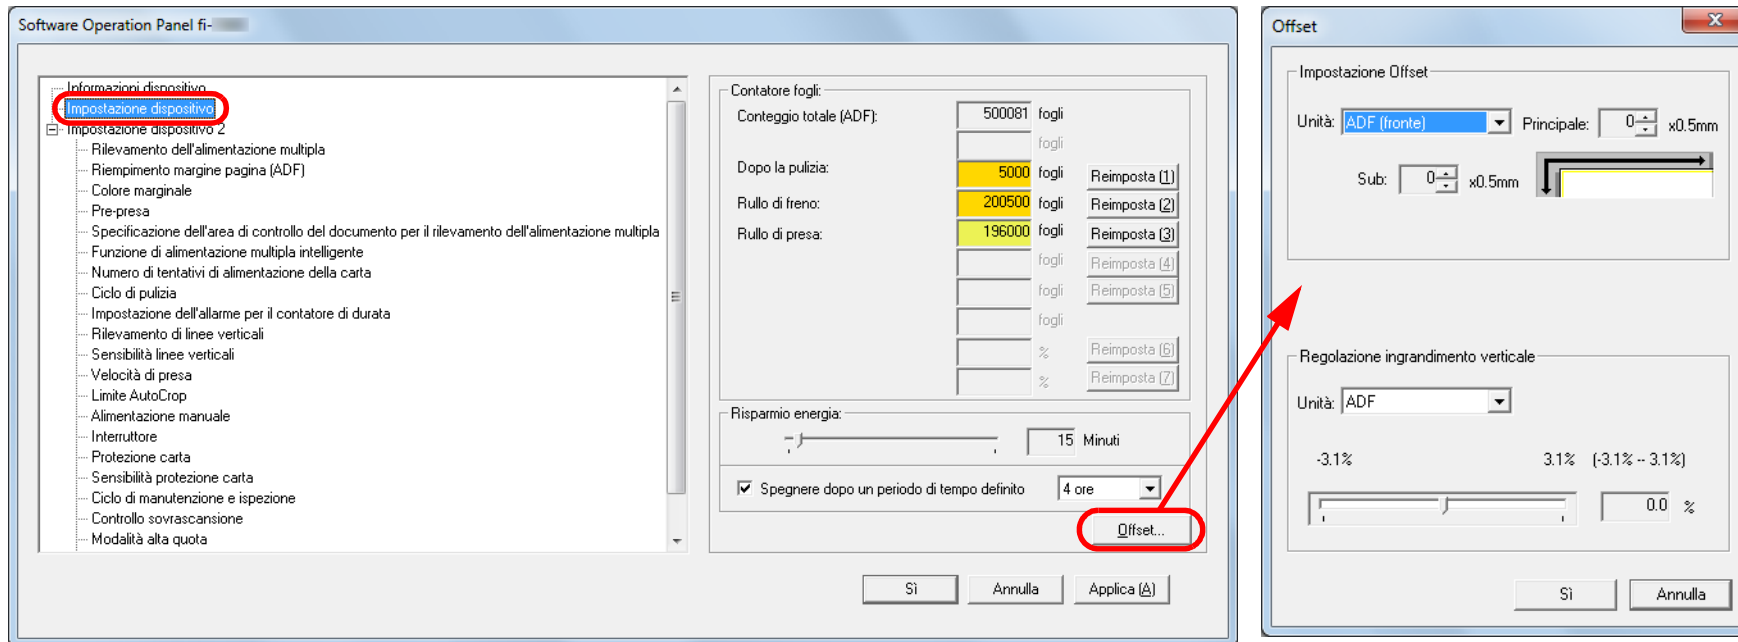 Software Operation Panel fi-
Informazioni dispositivo
Impostazione dispositivo
Impostazione dispositivo 2
Rilevamento dell'alimentazione multipla
Riempimento margine pagina (ADF)
Colore marginale
Pre-presa
Specificazione dell'area di controllo del documento per il rilevamento dell'alimentazione multipla
Funzione di alimentazione multipla intelligente
Numero di tentativi di alimentazione della carta
Ciclo di pulizia
Impostazione dell'allarme per il contatore di durata
Rilevamento di linee verticali
Sensibilità linee verticali
Velocità di presa
Limite AutoCrop
Alimentazione manuale
Interruttore
Protezione carta
Sensibilità protezione carta
Ciclo di manutenzione e ispezione
Controllo sovrascansione
Modalità alta quota
Contatore fogli:
Conteggio totale (ADF): 500081 fogli
fogli
Dopo la pulizia: 5000 fogli Reimposta (1)
Rullo di freno: 200500 fogli Reimposta (2)
Rullo di presa: 196000 fogli Reimposta (3)
fogli Reimposta (4)
fogli Reimposta (5)
fogli
% Reimposta (6)
% Reimposta (7)
Risparmio energia:
15 Minuti
Spegnere dopo un periodo di tempo definito 4 ore
Offset...
Sì Annulla Applica (A)
Offset
Impostazione Offset
Unità: ADF (fronte) Principale: 0 x0.5mm
Sub: 0 x0.5mm
Regolazione ingrandimento verticale
Unità: ADF
-3.1% 3.1% (-3.1% -- 3.1%)
0.0 %
Sì Annulla